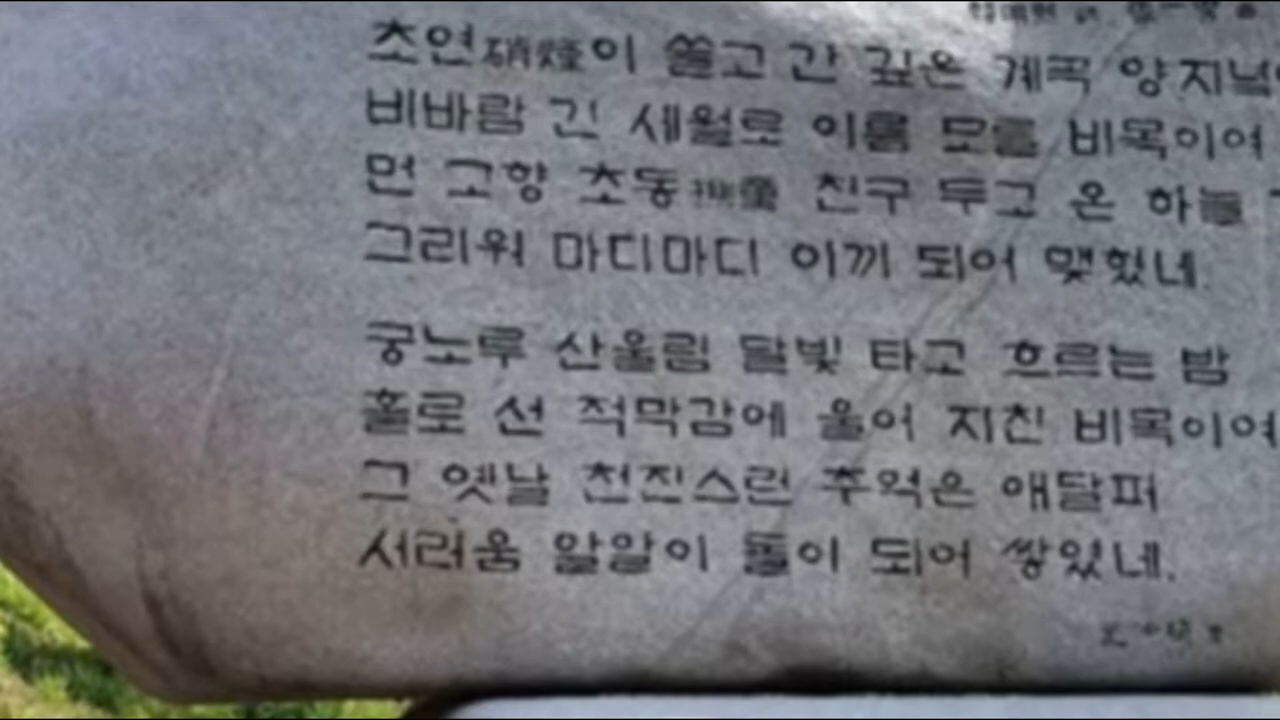 초연硝煙이 쓸고 간 깊은 계곡 양지녘
비바람 긴 세월로 이름 모를 비목이여
먼 고향 초동 친구 두고 온 하늘
그리워 마디마디 이끼 되어 맺혔네.
궁노루 산울림 달빛 타고 흐르는 밤
홀로 선 적막감에 울어 지친 비목이여
그 옛날 천진스런 추억은 애달퍼
서러움 알알이 돌이 되어 쌓였네.